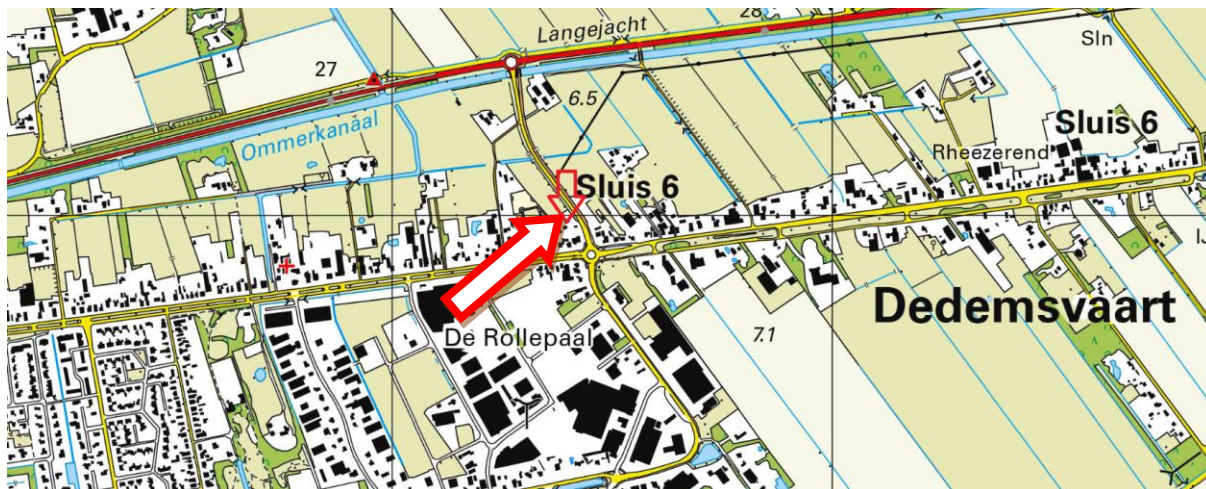 28
Langejacht
Sln
27
6.5
Ommerkanaal
Sluis 6
Rheezerend
Sluis 6
Dedemsvaart
De Rollepaal
7.1